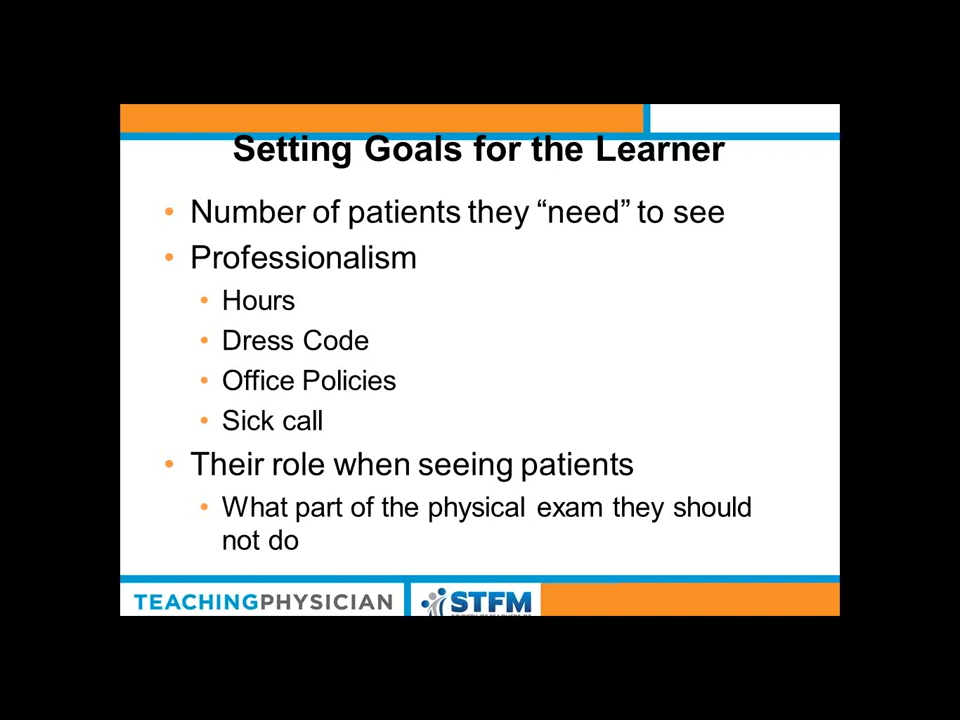 Setting Goals for the Learner
• Number of patients they “need” to see
• Professionalism
• Hours
• Dress Code
• Office Policies
• Sick call
• Their role when seeing patients
• What part of the physical exam they should
not do
TEACHINGPHYSICIAN
STFM